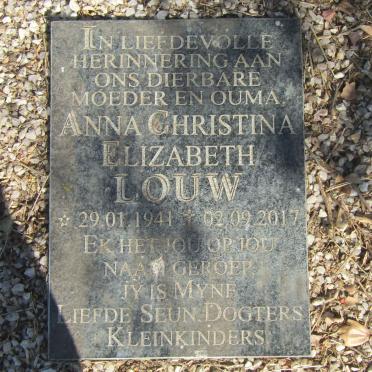 In liefdevolle
herinnering aan
ons dierbare
moeder en ouma.
Anna Christina
Elizabeth
LOUW
☆ 29.01.1941 ✝ 02.09.2017
Ek het jou op jou
naam geroep
jy is Myne
Liefde Seun, Dogters
Kleinkinders